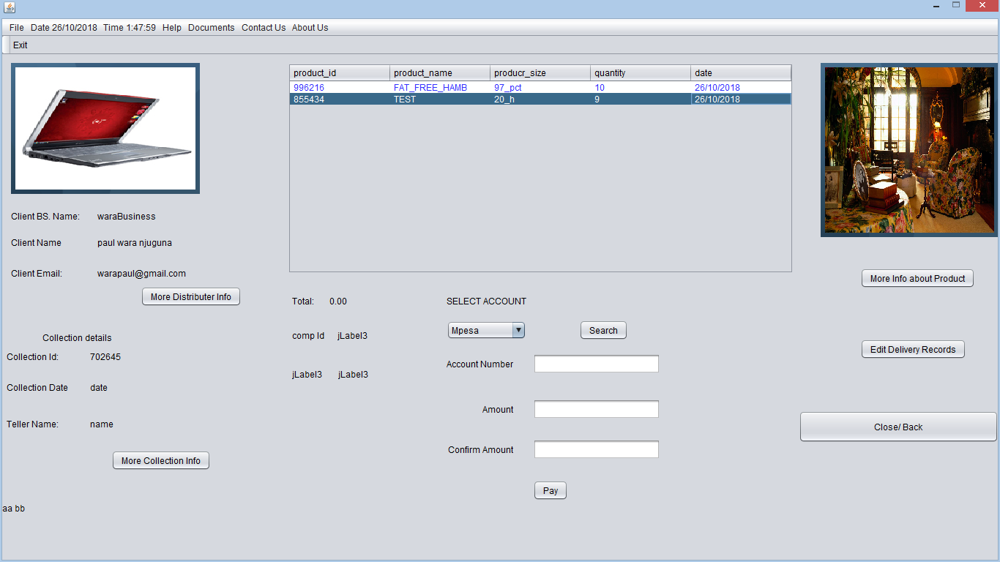 File Date 26/10/2018 Time 1:47:59 Help Documents Contact Us About Us
Exit
product_id product_name producr_size quantity date
996216 FAT_FREE_HAMB 97_pct 10 26/10/2018
855434 TEST 20_h 9 26/10/2018
Client BS. Name: waraBusiness
Client Name paul wara njuguna
Client Email: warapaul@gmail.com
More Distributer Info
Collection details
Collection Id: 702645
Collection Date date
Teller Name: name
More Collection Info
aa bb
Total: 0.00
comp Id jLabel3
jLabel3 jLabel3
SELECT ACCOUNT
Mpesa Search
Account Number
Amount
Confirm Amount
Pay
More Info about Product
Edit Delivery Records
Close/ Back